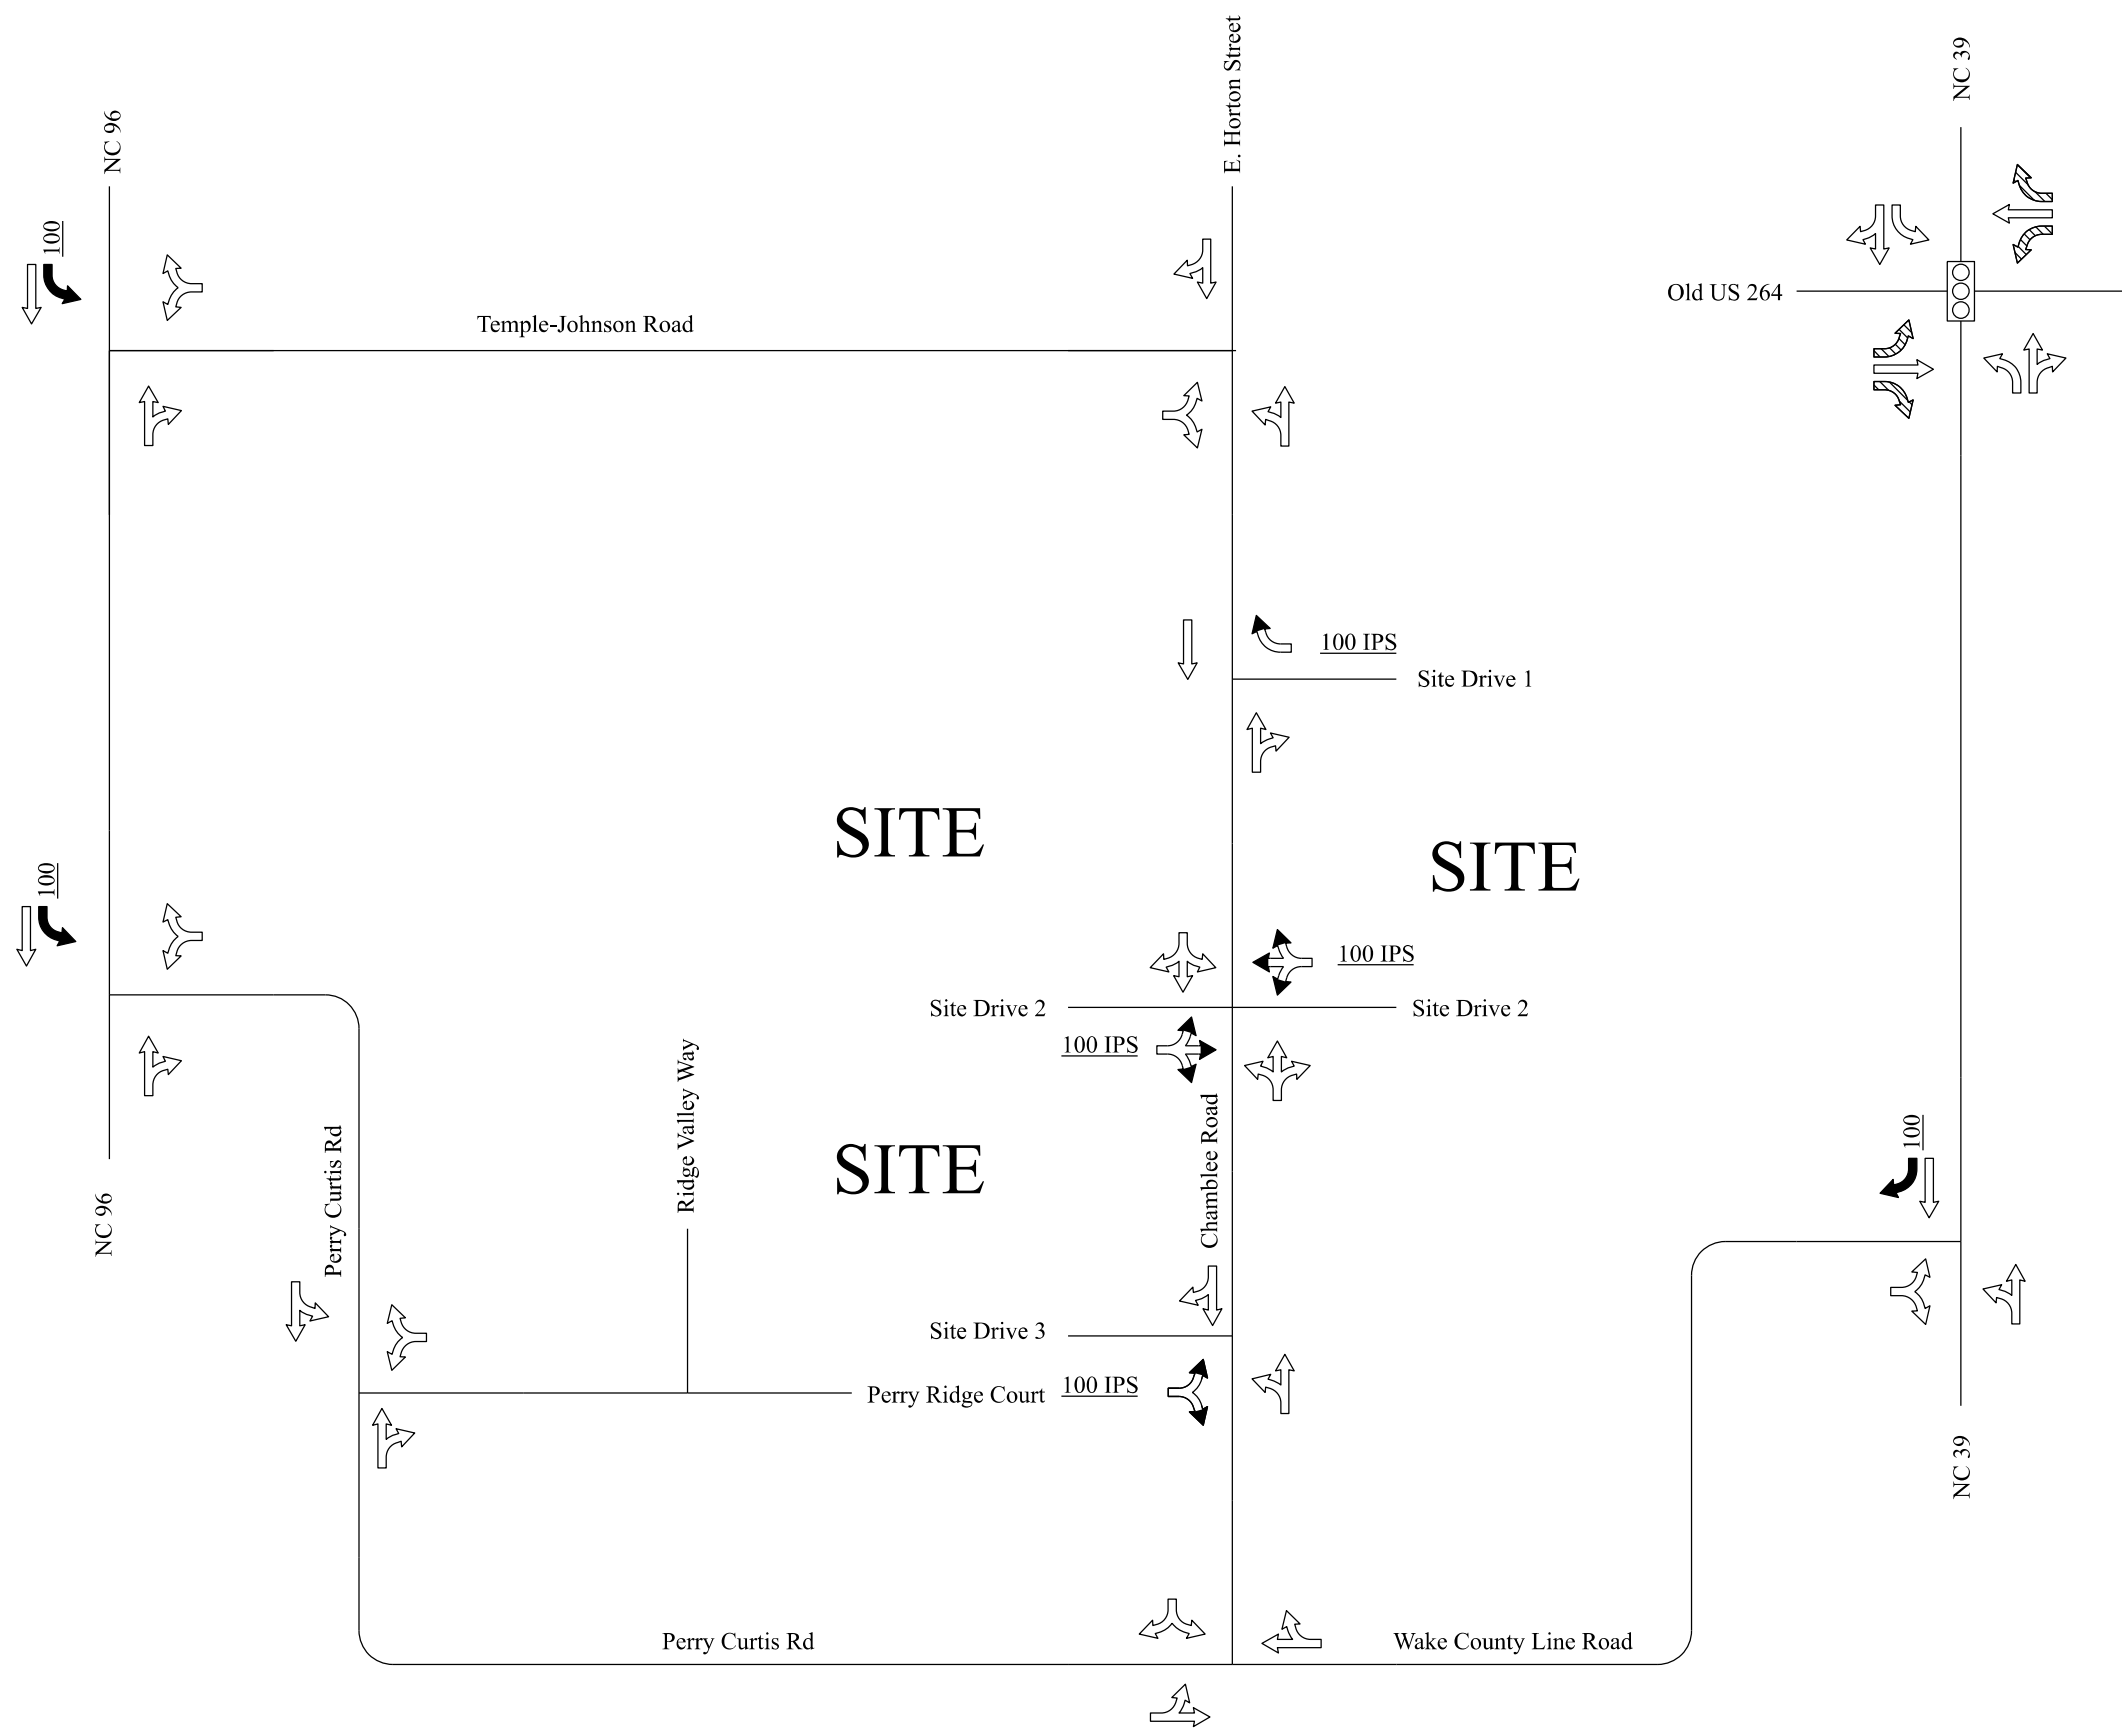 E. Horton Street
NC 39
NC 96
100
Old US 264
Temple-Johnson Road
100 IPS
Site Drive 1
SITE
SITE
100
100 IPS
Site Drive 2
Site Drive 2
100 IPS
Ridge Valley Way
Chamblee Road
Perry Curtis Rd
SITE
100
NC 96
Site Drive 3
Perry Ridge Court
100 IPS
NC 39
Perry Curtis Rd
Wake County Line Road